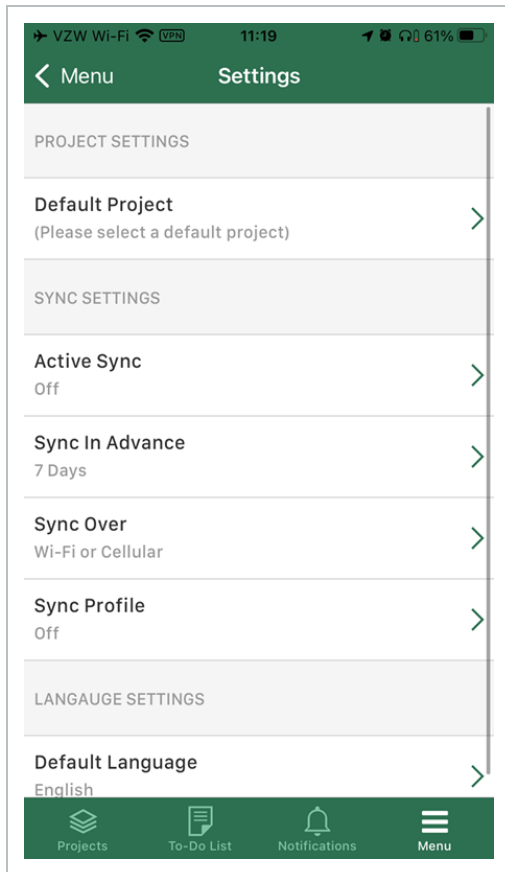 VZW Wi-Fi VPN 11:19 61%
Menu Settings
PROJECT SETTINGS
Default Project
(Please select a default project)
SYNC SETTINGS
Active Sync
Off
Sync In Advance
7 Days
Sync Over
Wi-Fi or Cellular
Sync Profile
Off
LANGAUGE SETTINGS
Default Language
English
Projects To-Do List Notifications Menu